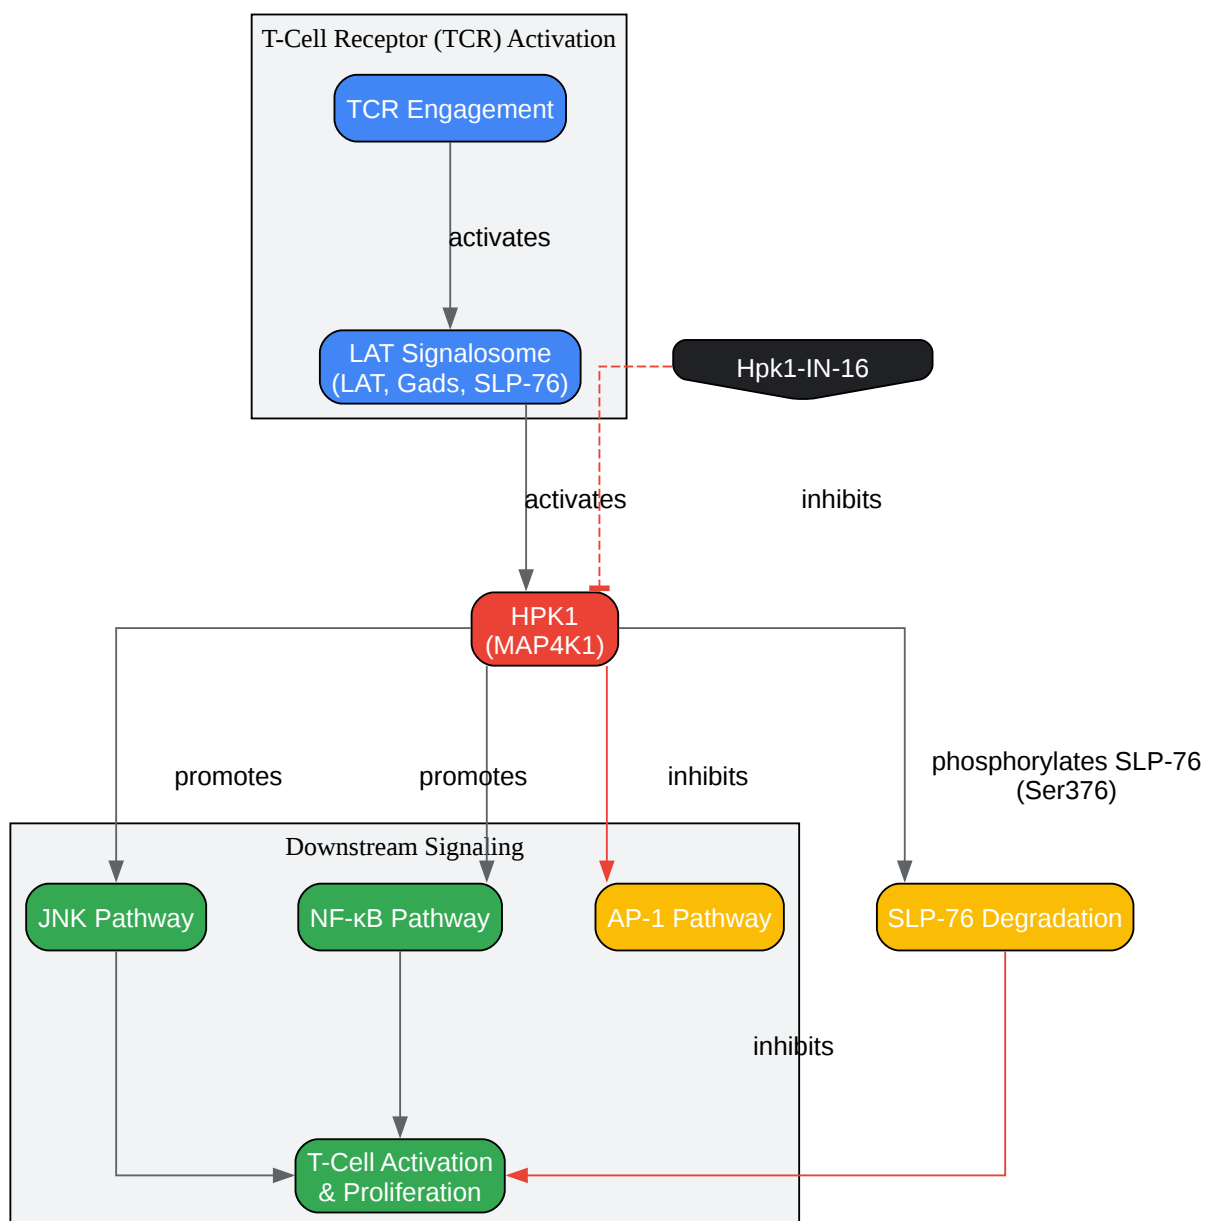 T-Cell Receptor (TCR) Activation
TCR Engagement
activates
LAT Signalosome
(LAT, Gads, SLP-76)
Hpk1-IN-16
activates
inhibits
HPK1
(MAP4K1)
promotes
promotes
inhibits
phosphorylates SLP-76
(Ser376)
Downstream Signaling
JNK Pathway
NF-κB Pathway
AP-1 Pathway
SLP-76 Degradation
inhibits
T-Cell Activation
& Proliferation